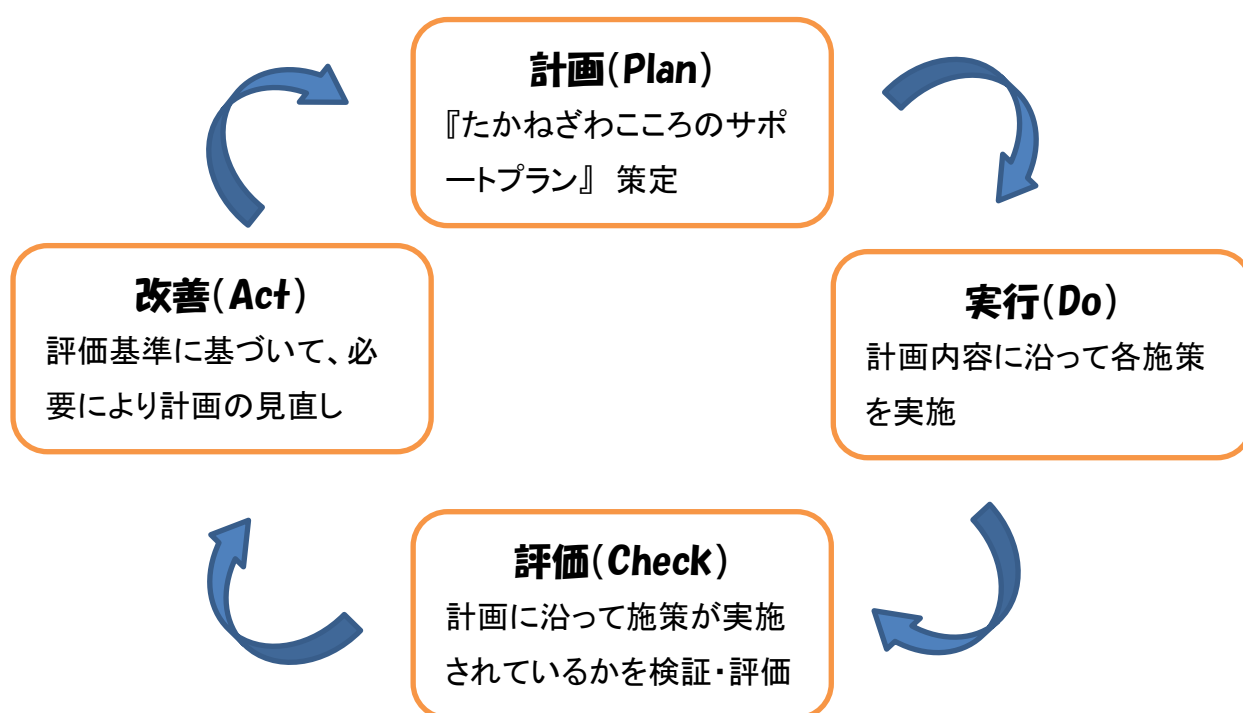 計画(Plan)
『たかねざわこころのサポ
ートプラン』 策定
改善(Act)
評価基準に基づいて、必
要により計画の見直し
実行(Do)
計画内容に沿って各施策
を実施
評価(Check)
計画に沿って施策が実施
されているかを検証・評価